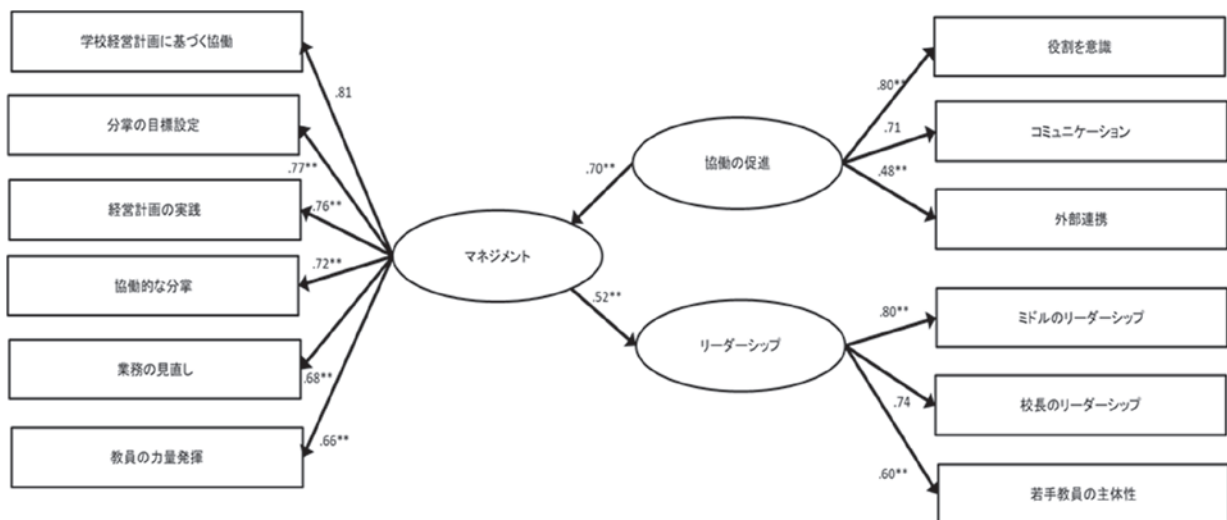 学校経営計画に基づく協働
.81
分掌の目標設定
.77**
経営計画の実践
.76**
協働的な分掌
.72**
業務の見直し
.68**
教員の力量発揮
.66**
マネジメント
.70**
.52**
協働の促進
リーダーシップ
.80**
役割を意識
.71
コミュニケーション
.48**
外部連携
.80**
ミドルのリーダーシップ
.74
校長のリーダーシップ
.60**
若手教員の主体性